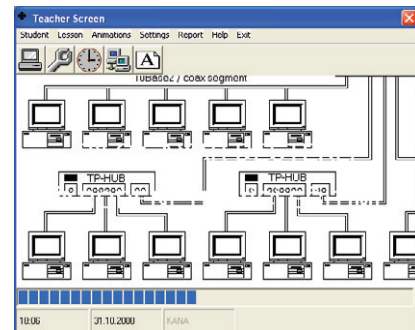 Teacher Screen
Student Lesson Animations Settings Report Help Exit
A
10Base2 / coax segment
TP-HUB TP-HUB
10:06 31.10.2000 KANA